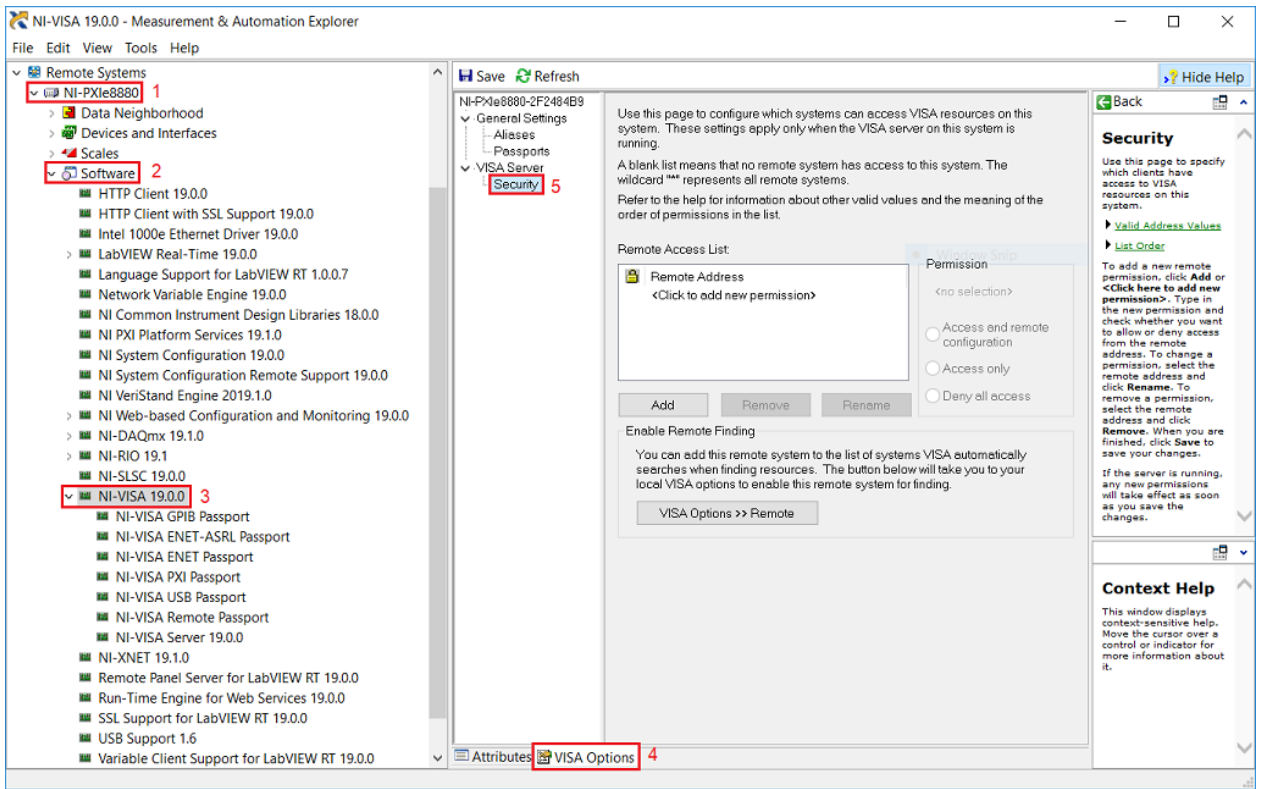 NI-VISA 19.0.0 - Measurement & Automation Explorer
File Edit View Tools Help
Remote Systems
NI-PXIe8880 1
Data Neighborhood
Devices and Interfaces
Scales
Software 2
HTTP Client 19.0.0
HTTP Client with SSL Support 19.0.0
Intel 1000e Ethernet Driver 19.0.0
LabVIEW Real-Time 19.0.0
Language Support for LabVIEW RT 1.0.0.7
Network Variable Engine 19.0.0
NI Common Instrument Design Libraries 18.0.0
NI PXI Platform Services 19.1.0
NI System Configuration 19.0.0
NI System Configuration Remote Support 19.0.0
NI VeriStand Engine 2019.1.0
NI Web-based Configuration and Monitoring 19.0.0
NI-DAQmx 19.1.0
NI-RIO 19.1
NI-SLSC 19.0.0
NI-VISA 19.0.0 3
NI-VISA GPIB Passport
NI-VISA ENET-ASRL Passport
NI-VISA ENET Passport
NI-VISA PXI Passport
NI-VISA USB Passport
NI-VISA Remote Passport
NI-VISA Server 19.0.0
NI-XNET 19.1.0
Remote Panel Server for LabVIEW RT 19.0.0
Run-Time Engine for Web Services 19.0.0
SSL Support for LabVIEW RT 19.0.0
USB Support 1.6
Variable Client Support for LabVIEW RT 19.0.0
Save Refresh
NI-PXIe8880-2F2484B9
General Settings
Aliases
Passports
VISA Server
Security 5
Use this page to configure which systems can access VISA resources on this
system. These settings apply only when the VISA server on this system is
running.
A blank list means that no remote system has access to this system. The
wildcard "*" represents all remote systems.
Refer to the help for information about other valid values and the meaning of the
order of permissions in the list.
Remote Access List:
Remote Address
<Click to add new permission>
Window Snip
Permission
<no selection>
Access and remote
configuration
Access only
Deny all access
Add Remove Rename
Enable Remote Finding
You can add this remote system to the list of systems VISA automatically
searches when finding resources. The button below will take you to your
local VISA options to enable this remote system for finding.
VISA Options >> Remote
Attributes VISA Options 4
Hide Help
Back
Security
Use this page to specify
which clients have
access to VISA
resources on this
system.
Valid Address Values
List Order
To add a new remote
permission, click Add or
<Click here to add new
permission>. Type in
the new permission and
check whether you want
to allow or deny access
from the remote
address. To change a
permission, select the
remote address and
click Rename. To
remove a permission,
select the remote
address and click
Remove. When you are
finished, click Save to
save your changes.
If the server is running,
any new permissions
will take effect as soon
as you save the
changes.
Context Help
This window displays
context-sensitive help.
Move the cursor over a
control or indicator for
more information about
it.